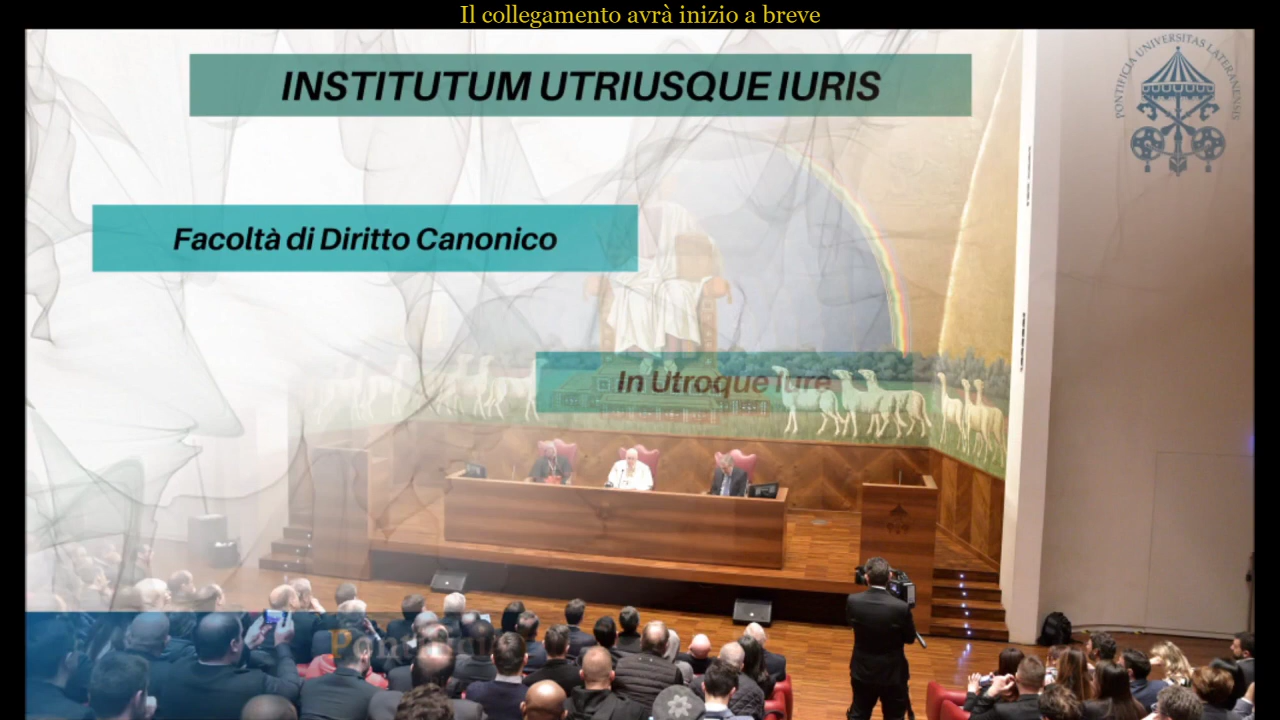 Il collegamento avrà inizio a breve
INSTITUTUM UTRIUSQUE IURIS
PONTIFICIA UNIVERSITAS LATERANENSIS
Facoltà di Diritto Canonico
In Utroque Iure